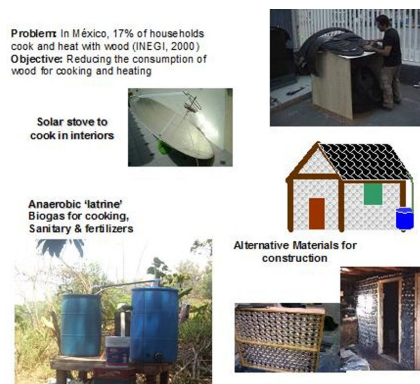 Problem: In México, 17% of households
cook and heat with wood (INEGI, 2000)
Objective: Reducing the consumption of
wood for cooking and heating
Solar stove to
cook in interiors
Anaerobic ‘latrine’
Biogas for cooking,
Sanitary & fertilizers
Alternative Materials for
construction